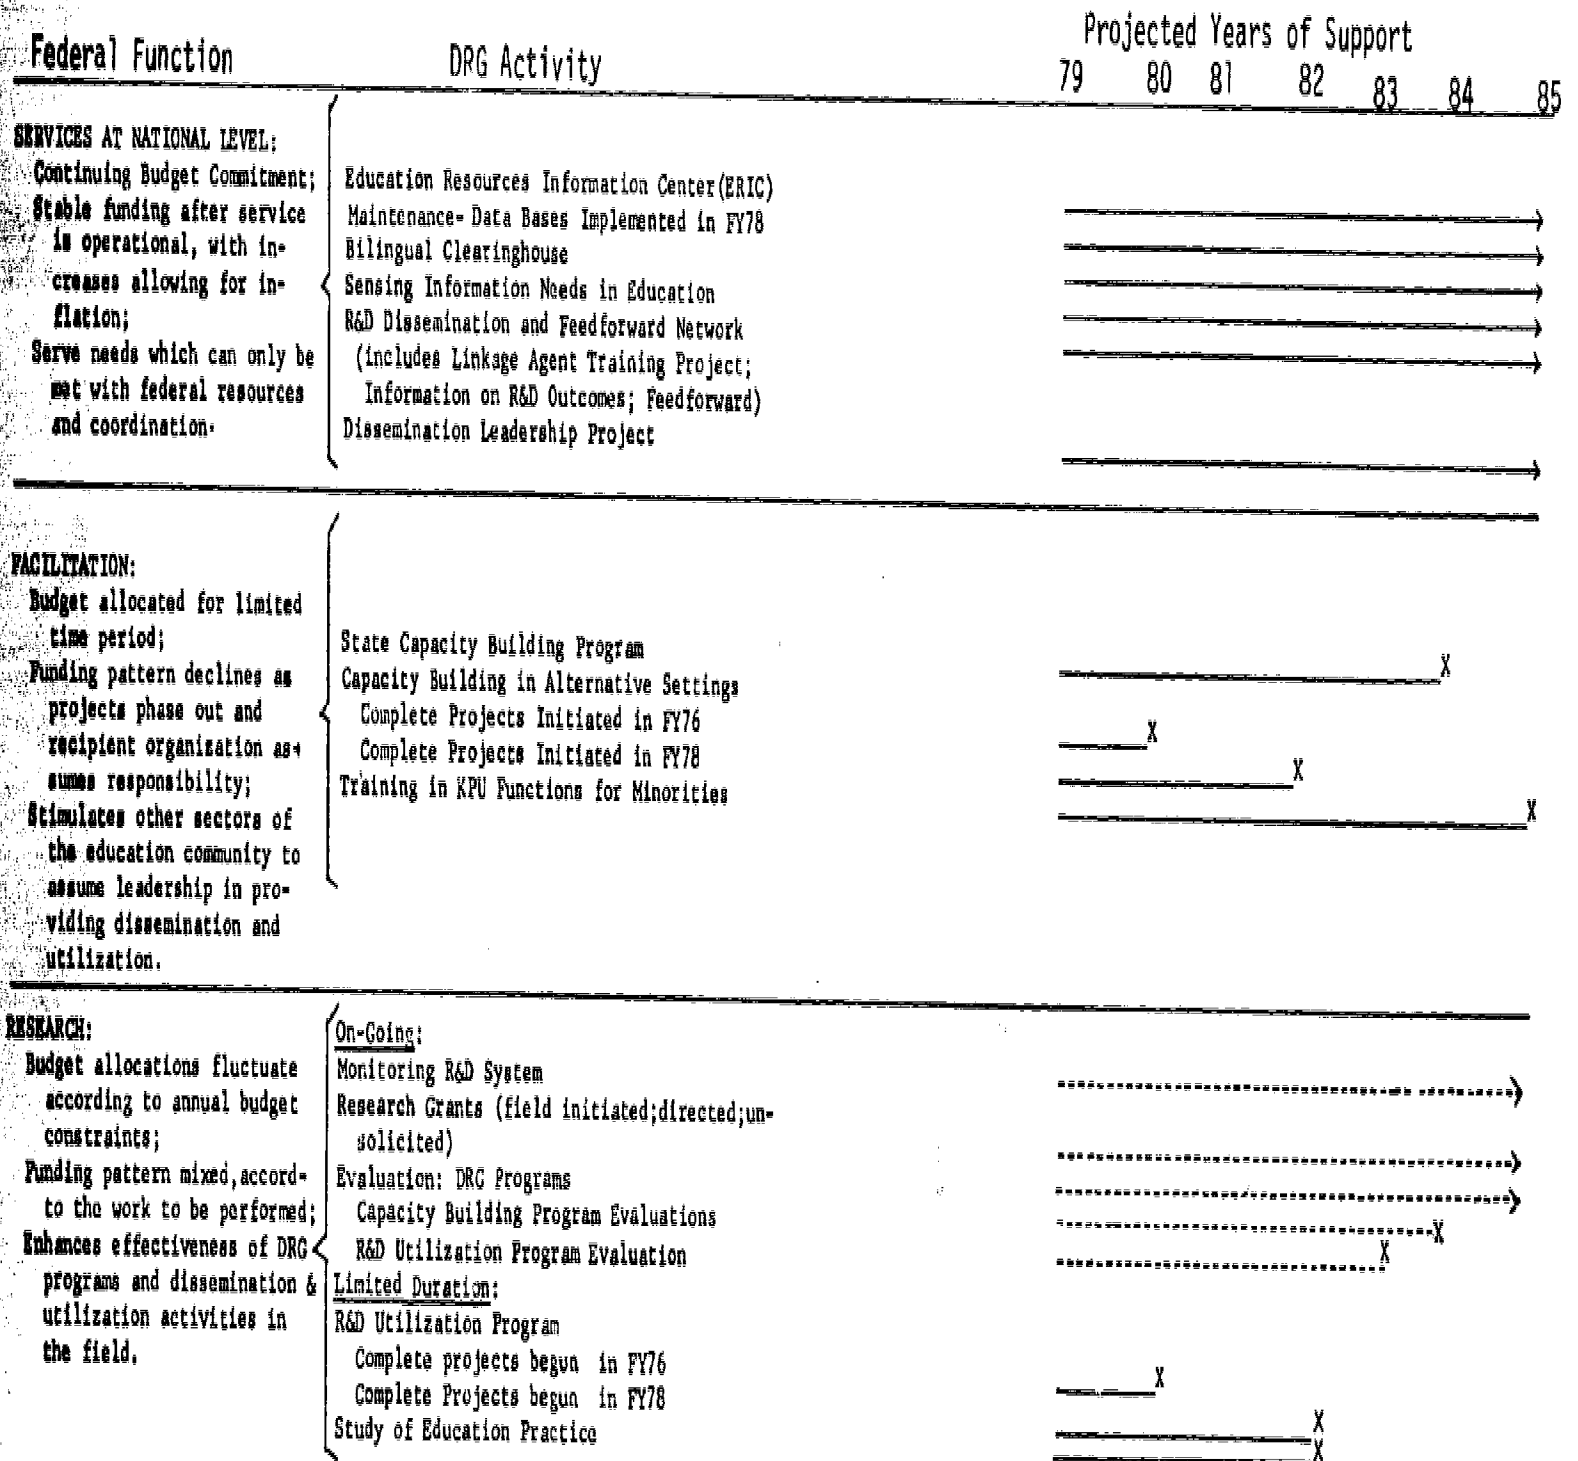 Federal Function
DRG Activity
Projected Years of Support
79 80 81 82 83 84 85
SERVICES AT NATIONAL LEVEL:
Continuing Budget Commitment;
Stable funding after service
is operational, with in-
creases allowing for in-
flation;
Serve needs which can only be
met with federal resources
and coordination.
Education Resources Information Center(ERIC)
Maintenance- Data Bases Implemented in FY78
Bilingual Clearinghouse
Sensing Information Needs in Education
R&D Dissemination and Feedforward Network
(includes Linkage Agent Training Project;
Information on R&D Outcomes; Feedforward)
Dissemination Leadership Project
FACILITATION:
Budget allocated for limited
time period;
Funding pattern declines as
projects phase out and
recipient organization as-
sumes responsibility;
Stimulates other sectors of
the education community to
assume leadership in pro-
viding dissemination and
utilization.
State Capacity Building Program
Capacity Building in Alternative Settings
Complete Projects Initiated in FY76
Complete Projects Initiated in FY78
Training in KPU Functions for Minorities
X
X
X
X
RESEARCH:
Budget allocations fluctuate
according to annual budget
constraints;
Funding pattern mixed,accord-
to the work to be performed;
Enhances effectiveness of DRG
programs and dissemination &
utilization activities in
the field.
On-Going:
Monitoring R&D System
Research Grants (field initiated;directed;un-
solicited)
Evaluation: DRG Programs
Capacity Building Program Evaluations
R&D Utilization Program Evaluation
Limited Duration:
R&D Utilization Program
Complete projects begun in FY76
Complete Projects begun in FY78
Study of Education Practice
X
X
X
X
X